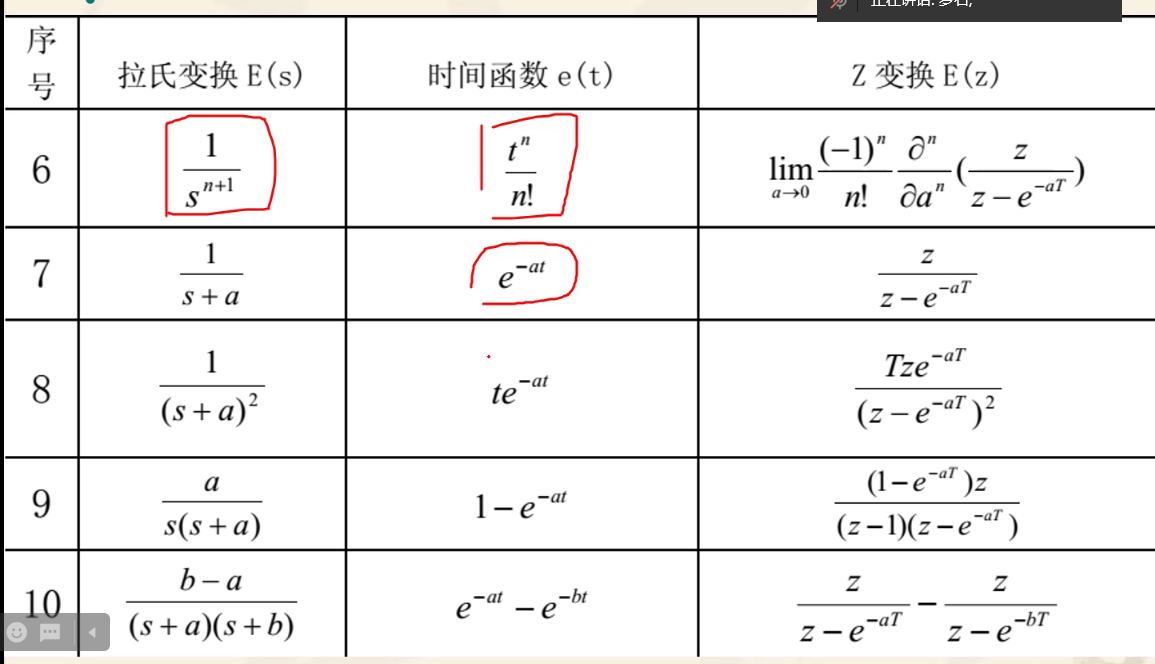 正在讲话: 多石;
序号 拉氏变换 E(s) 时间函数 e(t) Z 变换 E(z)
6 \frac{1}{s^{n+1}} \frac{t^n}{n!} \lim_{a \to 0} \frac{(-1)^n}{n!} \frac{\partial^n}{\partial a^n} (\frac{z}{z-e^{-aT}})
7 \frac{1}{s+a} e^{-at} \frac{z}{z-e^{-aT}}
8 \frac{1}{(s+a)^2} te^{-at} \frac{Tze^{-aT}}{(z-e^{-aT})^2}
9 \frac{a}{s(s+a)} 1-e^{-at} \frac{(1-e^{-aT})z}{(z-1)(z-e^{-aT})}
10 \frac{b-a}{(s+a)(s+b)} e^{-at}-e^{-bt} \frac{z}{z-e^{-aT}} - \frac{z}{z-e^{-bT}}